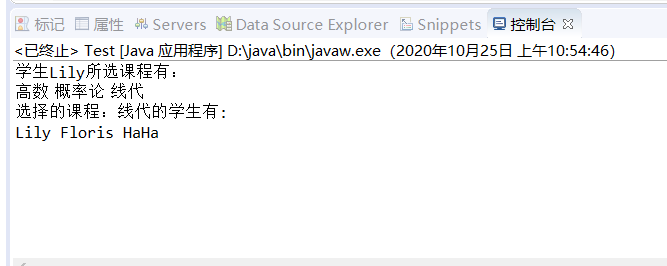 标记 属性 Servers Data Source Explorer Snippets 控制台
<已终止> Test [Java 应用程序] D:\java\bin\javaw.exe（2020年10月25日 上午10:54:46）
学生Lily所选课程有：
高数 概率论 线代
选择的课程：线代的学生有：
Lily Floris HaHa